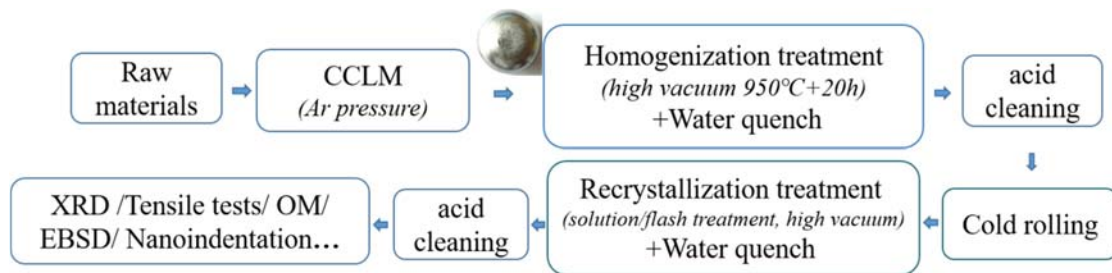 Raw
materials
CCLM
(Ar pressure)
Homogenization treatment
(high vacuum 950℃+20h)
+Water quench
acid
cleaning
Cold rolling
Recrystallization treatment
(solution/flash treatment, high vacuum)
+Water quench
acid
cleaning
XRD /Tensile tests/ OM/
EBSD/ Nanoindentation...